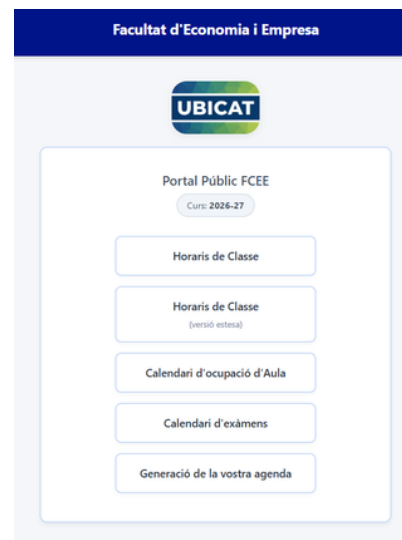 Facultat d'Economia i Empresa
UBICAT
Portal Públic FCEE
Curs: 2026-27
Horaris de Classe
Horaris de Classe
(versió estesa)
Calendari d'ocupació d'Aula
Calendari d'exàmens
Generació de la vostra agenda